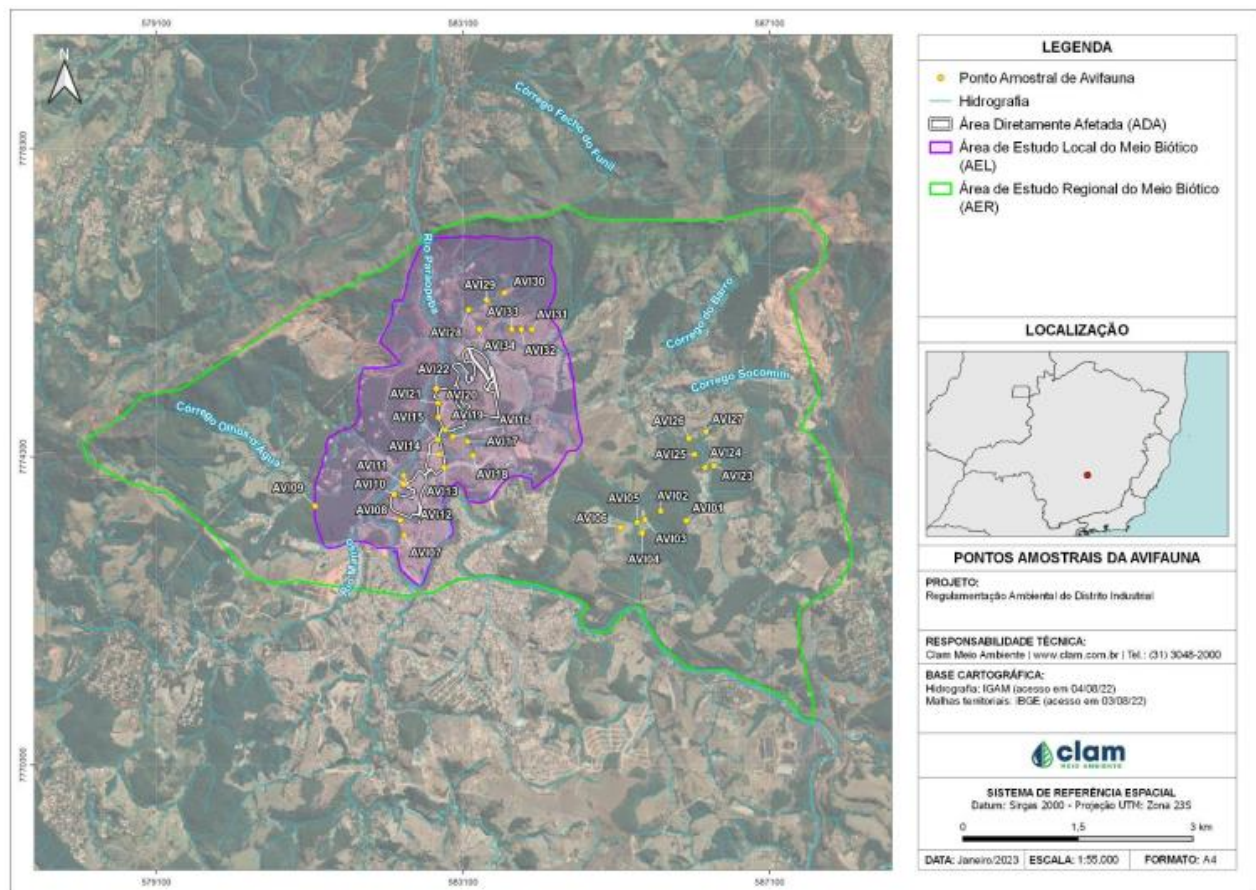 579100
583100
587100
N
7778300
7774300
7770300
Córrego Fecho do Funil
Rio Paraopeba
Córrego do Barro
Córrego Socomini
AVI30
AVI29
AVI33
AVI31
AVI28
AVI34
AVI32
AVI22
AVI21
AVI20
AVI15
AVI19
AVI16
AVI14
AVI17
AVI11
AVI18
AVI10
AVI13
AVI09
AVI08
AVI12
AVI07
AVI26
AVI27
AVI25
AVI24
AVI23
AVI05
AVI02
AVI06
AVI01
AVI03
AVI04
579100
583100
587100
LEGENDA
Ponto Amostral de Avifauna
Hidrografia
Área Diretamente Afetada (ADA)
Área de Estudo Local do Meio Biótico
(AEL)
Área de Estudo Regional do Meio Biótico
(AER)
LOCALIZAÇÃO
PONTOS AMOSTRAIS DA AVIFAUNA
PROJETO:
Regulamentação Ambiental do Distrito Industrial
RESPONSABILIDADE TÉCNICA:
Clam Meio Ambiente | www.clam.com.br | Tel.: (31) 3048-2000
BASE CARTOGRÁFICA:
Hidrografia: IGAM (acesso em 04/08/22)
Malhas territoriais: IBGE (acesso em 03/08/22)
clam
MEIO AMBIENTE
SISTEMA DE REFERÊNCIA ESPACIAL
Datum: Sirgas 2000 - Projeção UTM: Zona 23S
0 1,5 3 km
DATA: Janeiro/2023 ESCALA: 1:55.000 FORMATO: A4